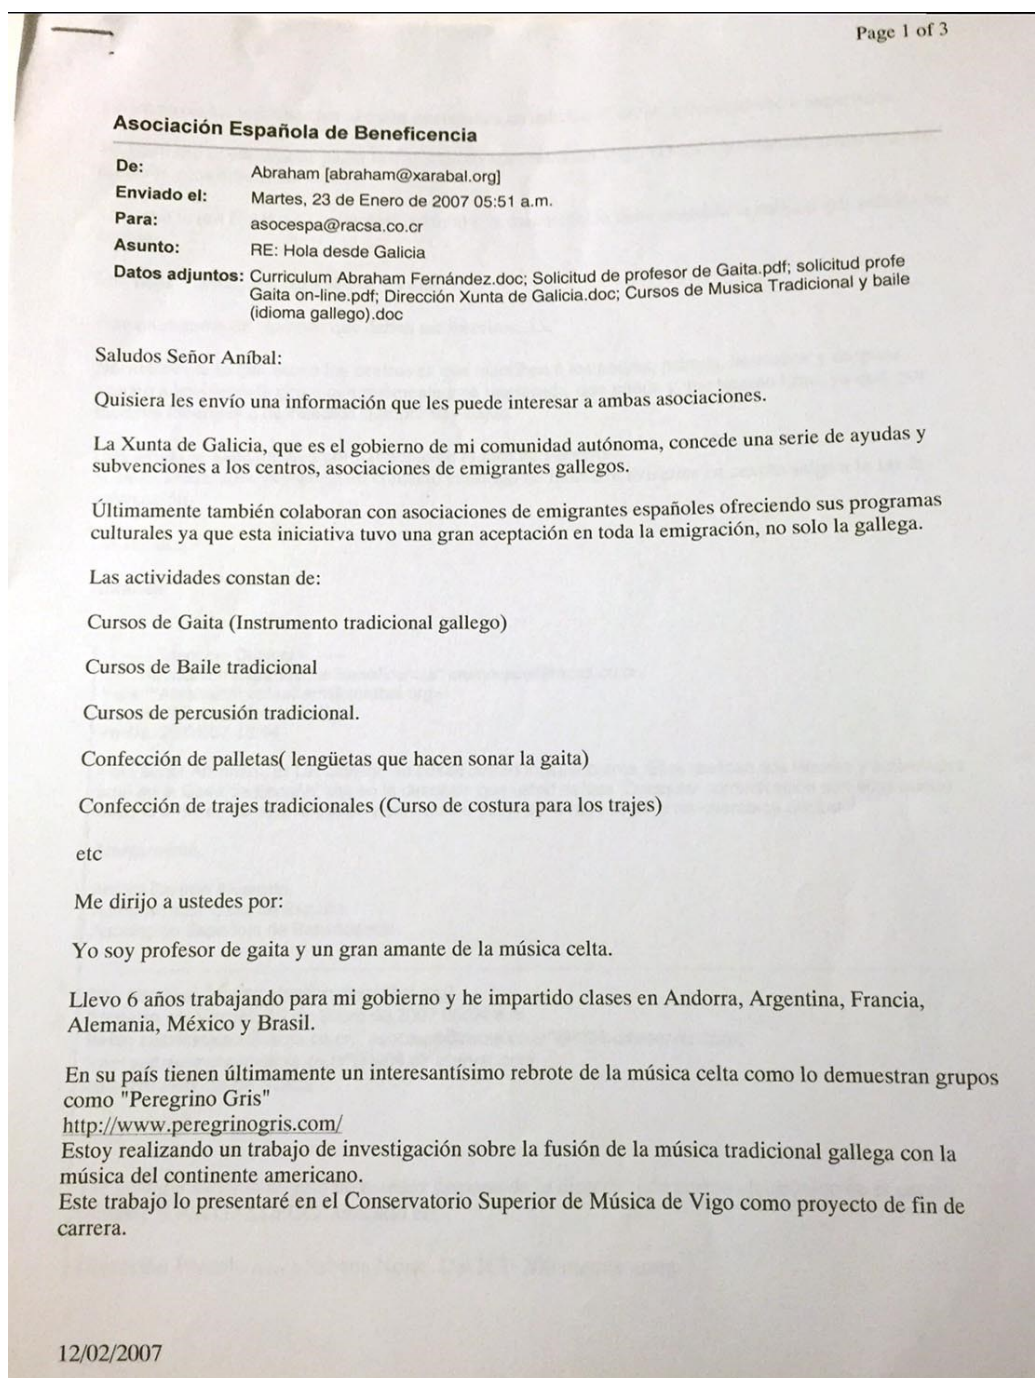 Page 1 of 3
Asociación Española de Beneficencia
De: Abraham [abraham@xarabal.org]
Enviado el: Martes, 23 de Enero de 2007 05:51 a.m.
Para: asocespa@racsa.co.cr
Asunto: RE: Hola desde Galicia
Datos adjuntos: Curriculum Abraham Fernández.doc; Solicitud de profesor de Gaita.pdf; solicitud profe
Gaita on-line.pdf; Dirección Xunta de Galicia.doc; Cursos de Musica Tradicional y baile
(idioma gallego).doc
Saludos Señor Aníbal:
Quisiera les envío una información que les puede interesar a ambas asociaciones.
La Xunta de Galicia, que es el gobierno de mi comunidad autónoma, concede una serie de ayudas y
subvenciones a los centros, asociaciones de emigrantes gallegos.
Últimamente también colaboran con asociaciones de emigrantes españoles ofreciendo sus programas
culturales ya que esta iniciativa tuvo una gran aceptación en toda la emigración, no solo la gallega.
Las actividades constan de:
Cursos de Gaita (Instrumento tradicional gallego)
Cursos de Baile tradicional
Cursos de percusión tradicional.
Confección de palletas( lengüetas que hacen sonar la gaita)
Confección de trajes tradicionales (Curso de costura para los trajes)
etc
Me dirijo a ustedes por:
Yo soy profesor de gaita y un gran amante de la música celta.
Llevo 6 años trabajando para mi gobierno y he impartido clases en Andorra, Argentina, Francia,
Alemania, México y Brasil.
En su país tienen últimamente un interesantísimo rebrote de la música celta como lo demuestran grupos
como "Peregrino Gris"
http://www.peregrinogris.com/
Estoy realizando un trabajo de investigación sobre la fusión de la música tradicional gallega con la
música del continente americano.
Este trabajo lo presentaré en el Conservatorio Superior de Música de Vigo como proyecto de fin de
carrera.
12/02/2007